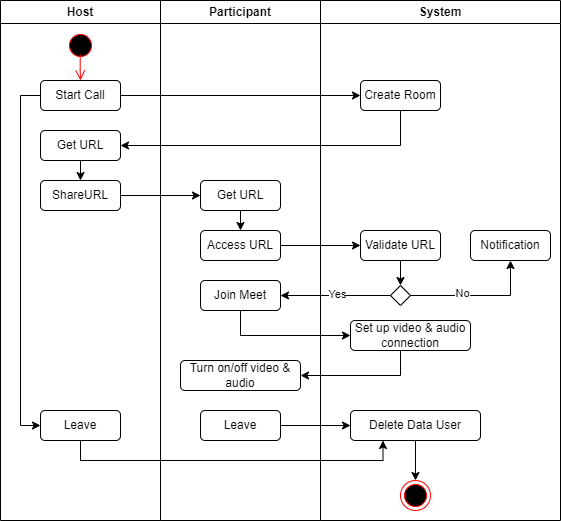 Host
Participant
System
Start Call
Create Room
Get URL
ShareURL
Get URL
Access URL
Validate URL
Notification
Join Meet
Yes
No
Set up video & audio
connection
Turn on/off video &
audio
Leave
Leave
Delete Data User